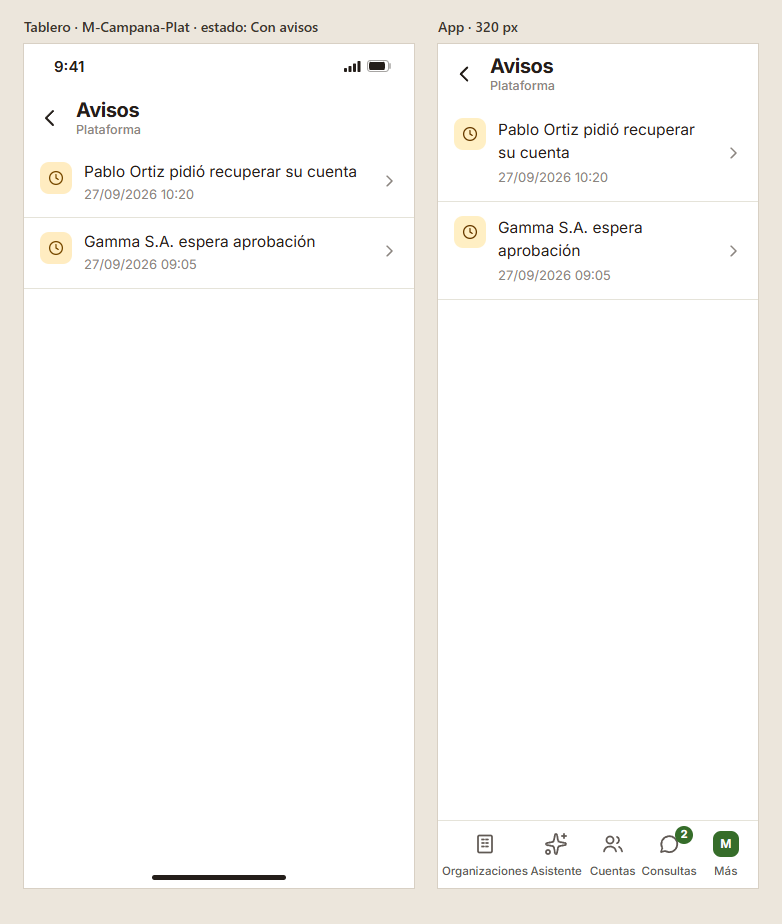 Tablero · M-Campana-Plat · estado: Con avisos
9:41
Avisos
Plataforma
Pablo Ortiz pidió recuperar su cuenta
27/09/2026 10:20
Gamma S.A. espera aprobación
27/09/2026 09:05
App · 320 px
Avisos
Plataforma
Pablo Ortiz pidió recuperar
su cuenta
27/09/2026 10:20
Gamma S.A. espera
aprobación
27/09/2026 09:05
2
M
Organizaciones Asistente Cuentas Consultas Más